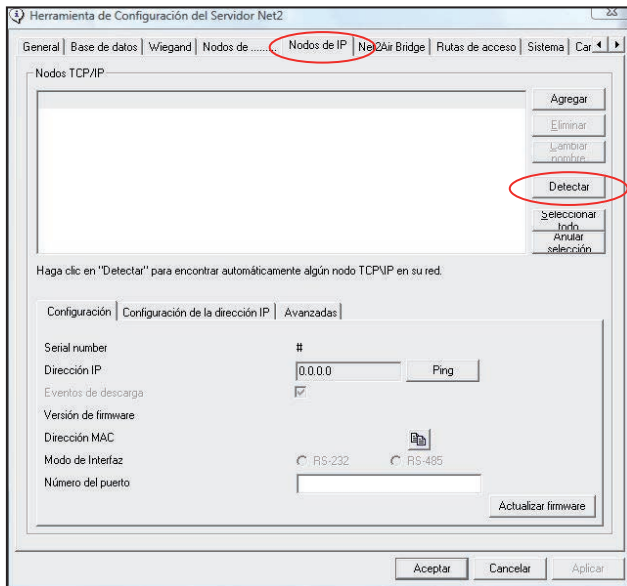 Herramienta de Configuración del Servidor Net2
General Base de datos Wiegand Nodos de ........ Nodos de IP Net2Air Bridge Rutas de acceso Sistema Car
Nodos TCP/IP
Agregar
Eliminar
Cambiar
nombre
Detectar
Seleccionar
todo
Anular
selección
Haga clic en "Detectar" para encontrar automáticamente algún nodo TCP\IP en su red.
Configuración Configuración de la dirección IP Avanzadas
Serial number #
Dirección IP 0.0.0.0 Ping
Eventos de descarga
Versión de firmware
Dirección MAC
Modo de Interfaz RS-232 RS-485
Número del puerto
Actualizar firmware
Aceptar Cancelar Aplicar